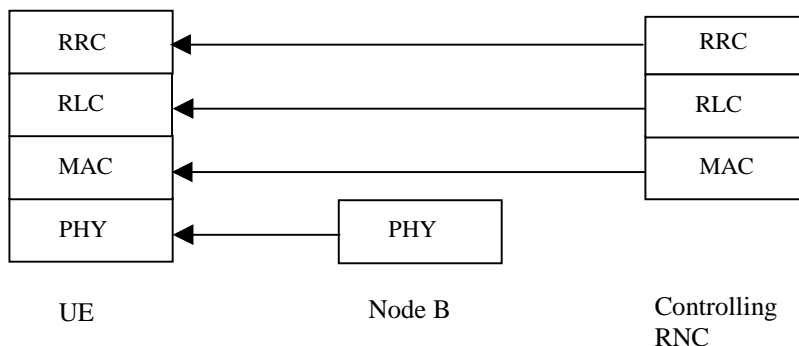 RRC RRC
RLC RLC
MAC MAC
PHY PHY
UE Node B Controlling
RNC